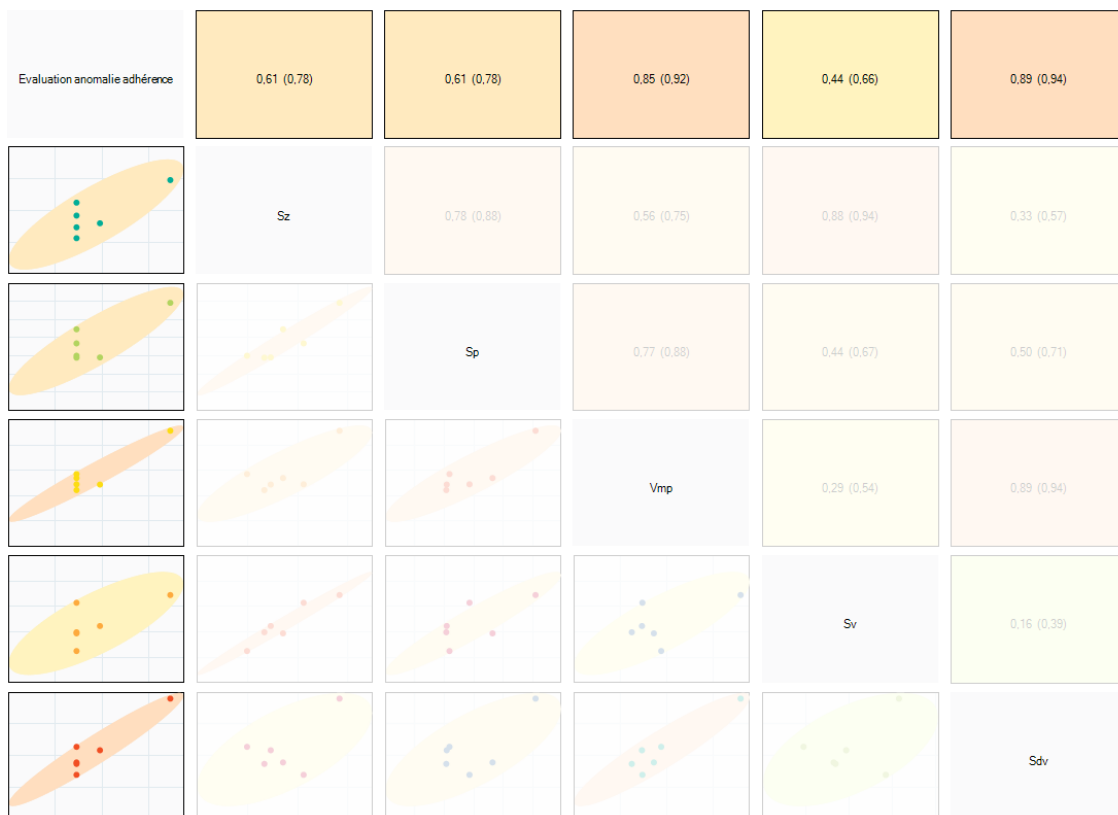 Evaluation anomalie adhérence
0,61 (0,78)
0,61 (0,78)
0,85 (0,92)
0,44 (0,66)
0,89 (0,94)
Sz
0,78 (0,88)
0,56 (0,75)
0,88 (0,94)
0,33 (0,57)
Sp
0,77 (0,88)
0,44 (0,67)
0,50 (0,71)
Vmp
0,29 (0,54)
0,89 (0,94)
Sv
0,16 (0,39)
Sdv